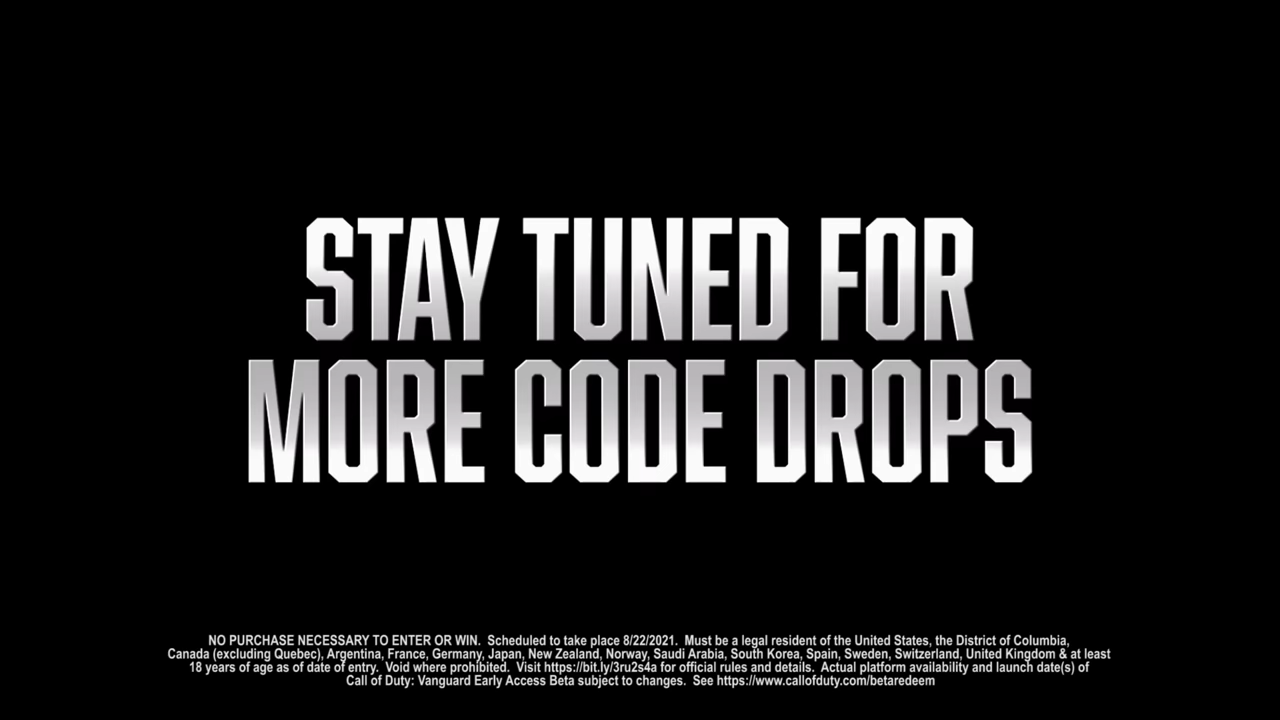 STAY TUNED FOR
MORE CODE DROPS
NO PURCHASE NECESSARY TO ENTER OR WIN. Scheduled to take place 8/22/2021. Must be a legal resident of the United States, the District of Columbia,
Canada (excluding Quebec), Argentina, France, Germany, Japan, New Zealand, Norway, Saudi Arabia, South Korea, Spain, Sweden, Switzerland, United Kingdom & at least
18 years of age as of date of entry. Void where prohibited. Visit https://bit.ly/3ru2s4a for official rules and details. Actual platform availability and launch date(s) of
Call of Duty: Vanguard Early Access Beta subject to changes. See https://www.callofduty.com/betaredeem